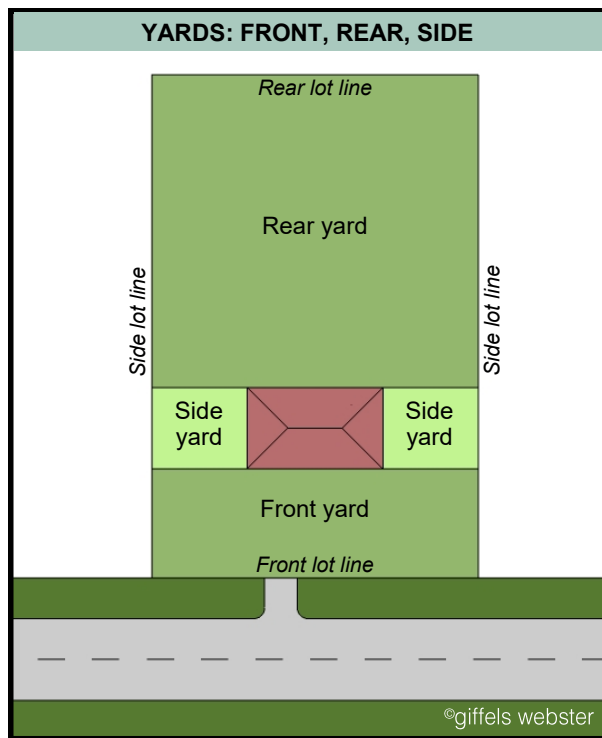 YARDS: FRONT, REAR, SIDE
Rear lot line
Rear yard
Side lot line
Side lot line
Side
yard
Side
yard
Front yard
Front lot line
©giffels webster